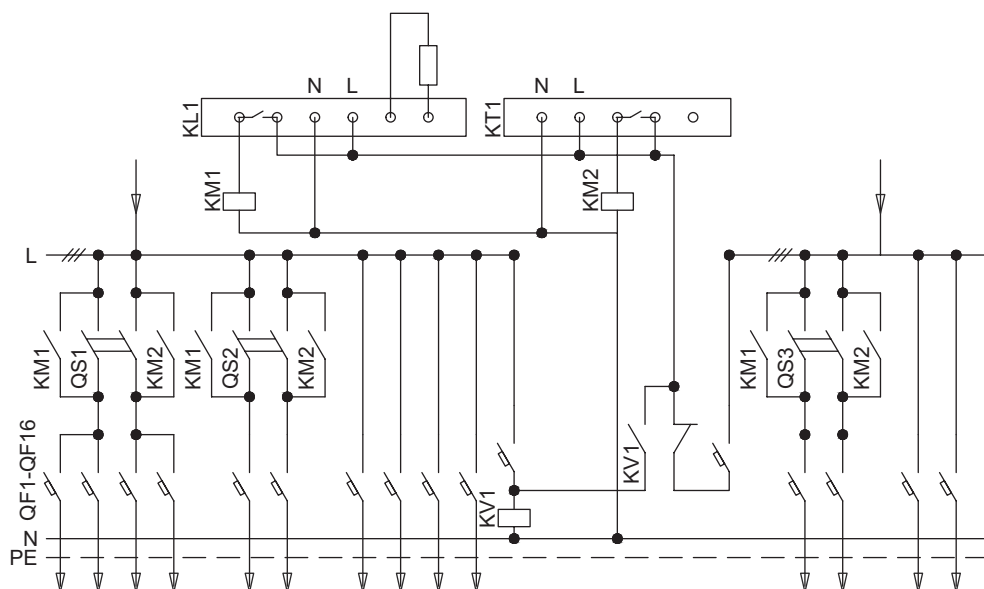 N L
N L
KL1
KT1
KM1
KM2
L
KM1
QS1
KM2
KM1
QS2
KM2
KM1
QS3
KM2
QF1-QF16
KV1
KV1
N
PE